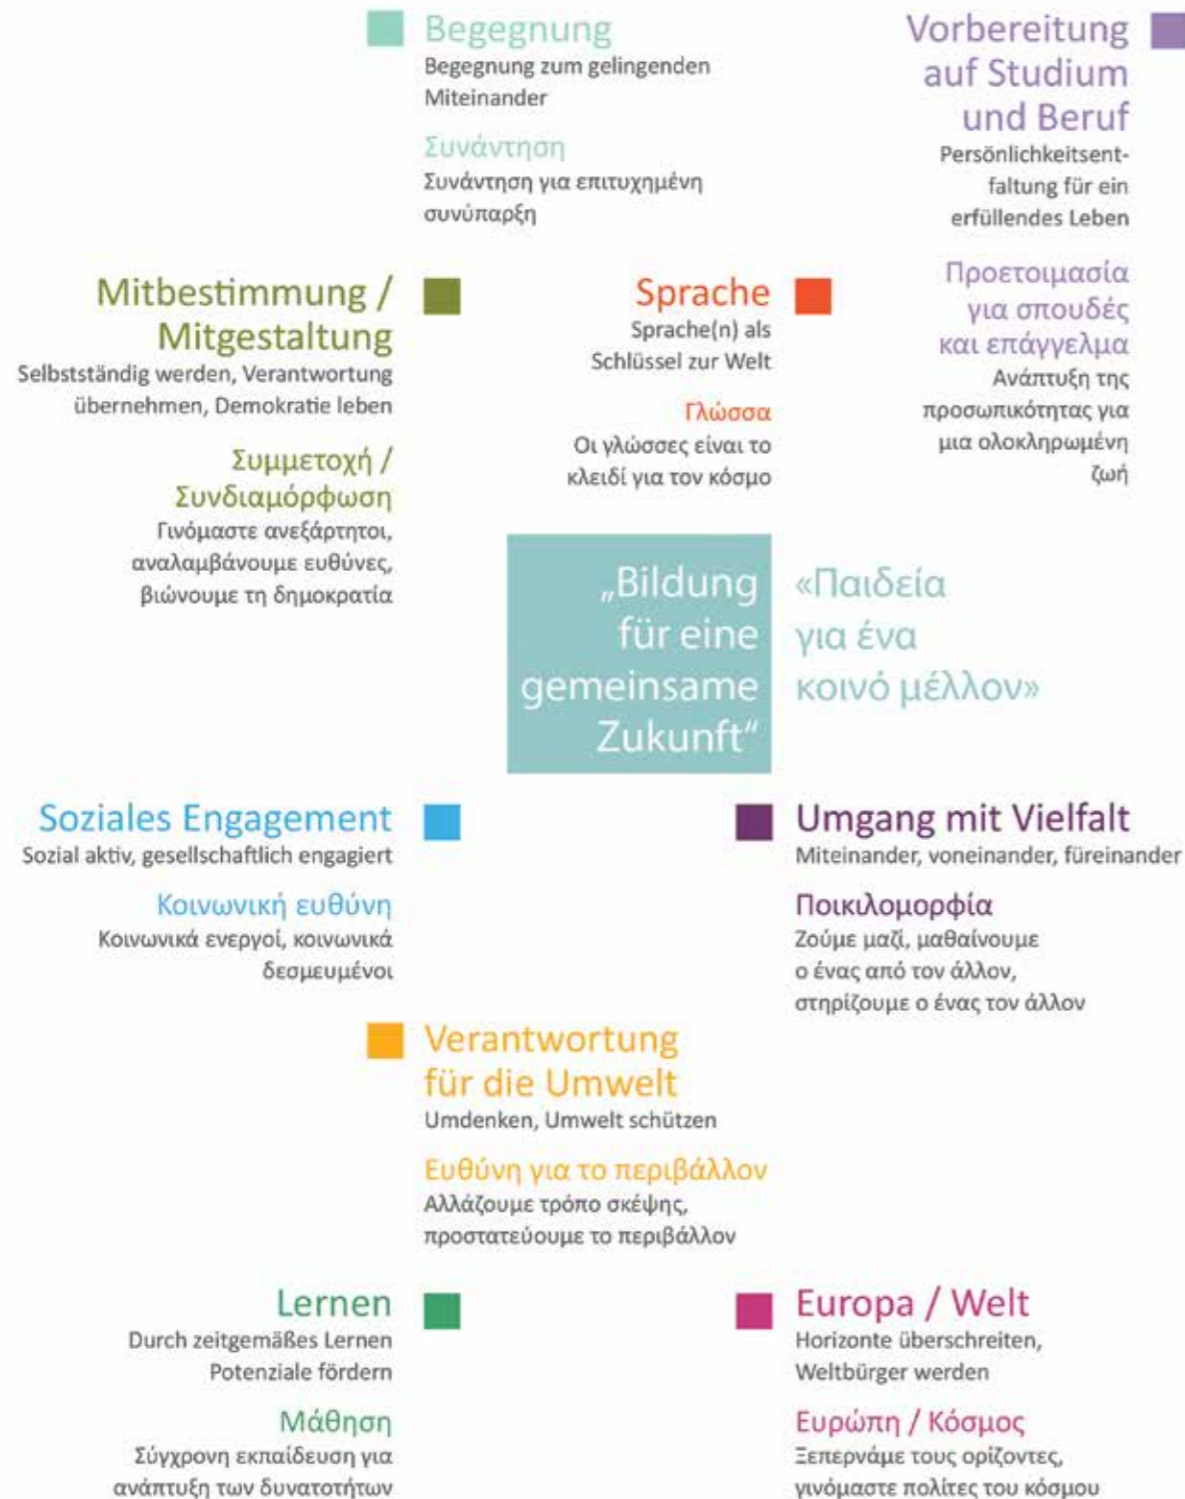 Begegnung
Begegnung zum gelingenden
Miteinander
Συνάντηση
Συνάντηση για επιτυχημένη
συνύπαρξη
Vorbereitung
auf Studium
und Beruf
Persönlichkeitsent-
faltung für ein
erfüllendes Leben
Προετοιμασία
για σπουδές
και επάγγελμα
Ανάπτυξη της
προσωπικότητας για
μια ολοκληρωμένη
ζωή
Mitbestimmung /
Mitgestaltung
Selbstständig werden, Verantwortung
übernehmen, Demokratie leben
Συμμετοχή /
Συνδιαμόρφωση
Γινόμαστε ανεξάρτητοι,
αναλαμβάνουμε ευθύνες,
βιώνουμε τη δημοκρατία
Sprache
Sprache(n) als
Schlüssel zur Welt
Γλώσσα
Οι γλώσσες είναι το
κλειδί για τον κόσμο
„Bildung
für eine
gemeinsame
Zukunft“
«Παιδεία
για ένα
κοινό μέλλον»
Soziales Engagement
Sozial aktiv, gesellschaftlich engagiert
Κοινωνική ευθύνη
Κοινωνικά ενεργοί, κοινωνικά
δεσμευμένοι
Umgang mit Vielfalt
Miteinander, voneinander, füreinander
Ποικιλομορφία
Ζούμε μαζί, μαθαίνουμε
ο ένας από τον άλλον,
στηρίζουμε ο ένας τον άλλον
Verantwortung
für die Umwelt
Umdenken, Umwelt schützen
Ευθύνη για το περιβάλλον
Αλλάζουμε τρόπο σκέψης,
προστατεύουμε το περιβάλλον
Lernen
Durch zeitgemäßes Lernen
Potenziale fördern
Μάθηση
Σύγχρονη εκπαίδευση για
ανάπτυξη των δυνατοτήτων
Europa / Welt
Horizonte überschreiten,
Weltbürger werden
Ευρώπη / Κόσμος
Ξεπερνάμε τους ορίζοντες,
γινόμαστε πολίτες του κόσμου